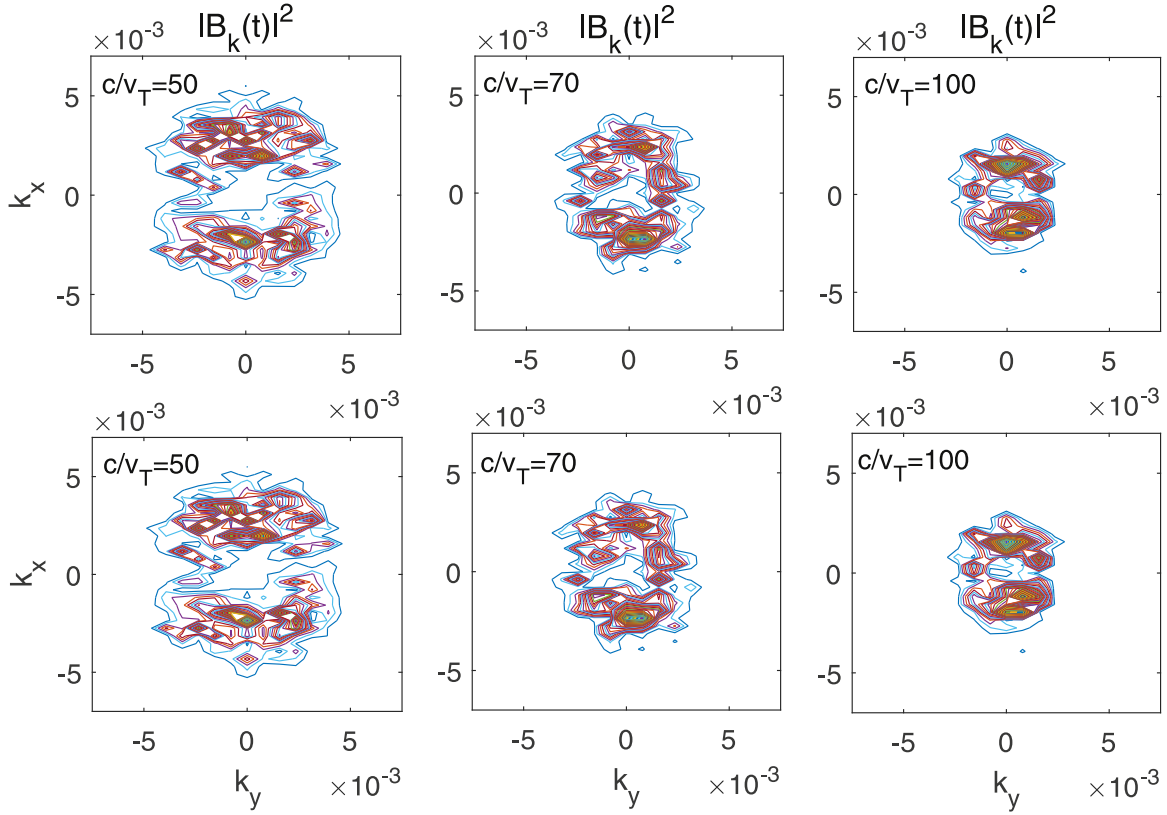 |B_k(t)|² |B_k(t)|² |B_k(t)|²
×10⁻³ ×10⁻³ ×10⁻³
c/v_T=50 c/v_T=70 c/v_T=100
5 5 5
k_x 0 0 0
-5 -5 -5
-5 0 5 -5 0 5 -5 0 5
×10⁻³ ×10⁻³ ×10⁻³
×10⁻³ ×10⁻³ ×10⁻³
c/v_T=50 c/v_T=70 c/v_T=100
5 5 5
k_x 0 0 0
-5 -5 -5
-5 0 5 -5 0 5 -5 0 5
k_y ×10⁻³ k_y ×10⁻³ k_y ×10⁻³